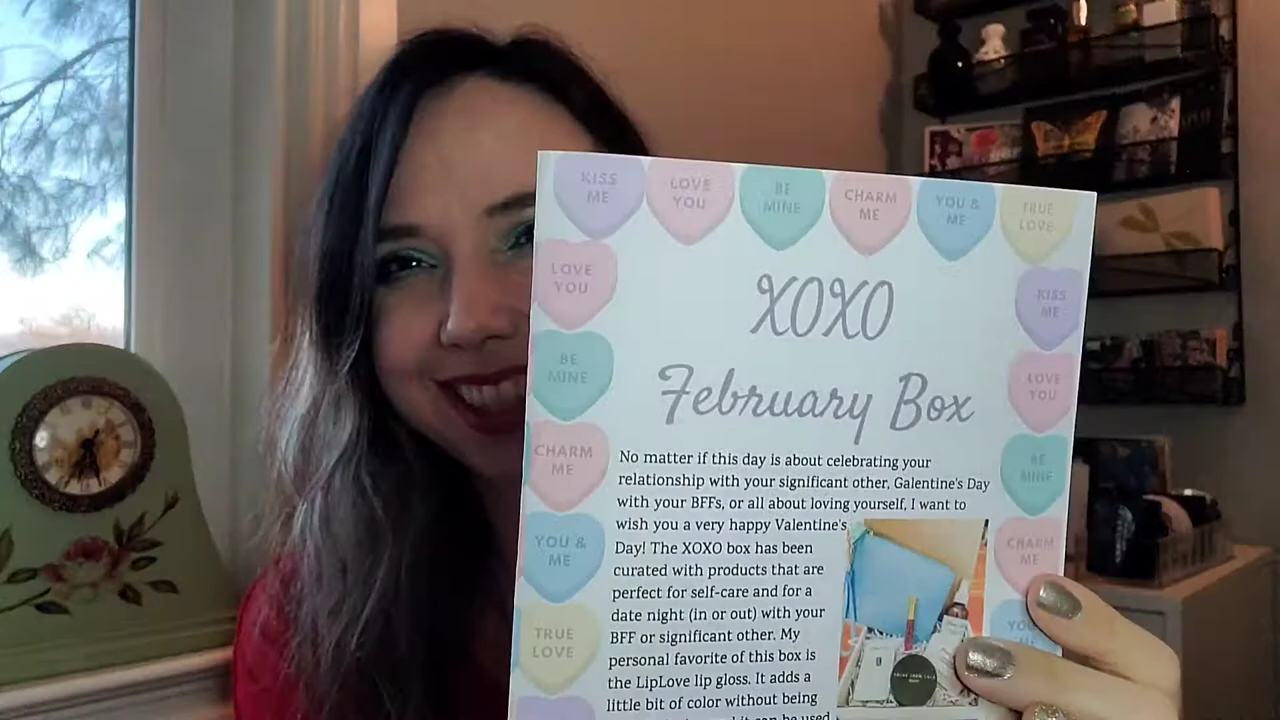 KISS ME
LOVE YOU
BE MINE
CHARM ME
YOU & ME
TRUE LOVE
LOVE YOU
KISS ME
BE MINE
LOVE YOU
CHARM ME
BE MINE
YOU & ME
CHARM ME
TRUE LOVE
YOU
XOXO
February Box
No matter if this day is about celebrating your
relationship with your significant other, Galentine's Day
with your BFFs, or all about loving yourself, I want to
wish you a very happy Valentine's
Day! The XOXO box has been
curated with products that are
perfect for self-care and for a
date night (in or out) with your
BFF or significant other. My
personal favorite of this box is
the LipLove lip gloss. It adds a
little bit of color without being
it can be used